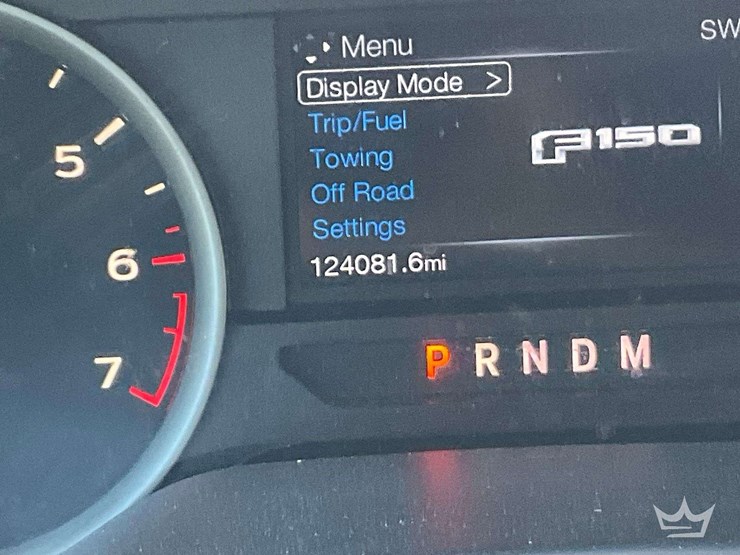 SW
Menu
Display Mode >
Trip/Fuel
Towing
Off Road
Settings
F150
124081.6mi
5
6
7
P R N D M